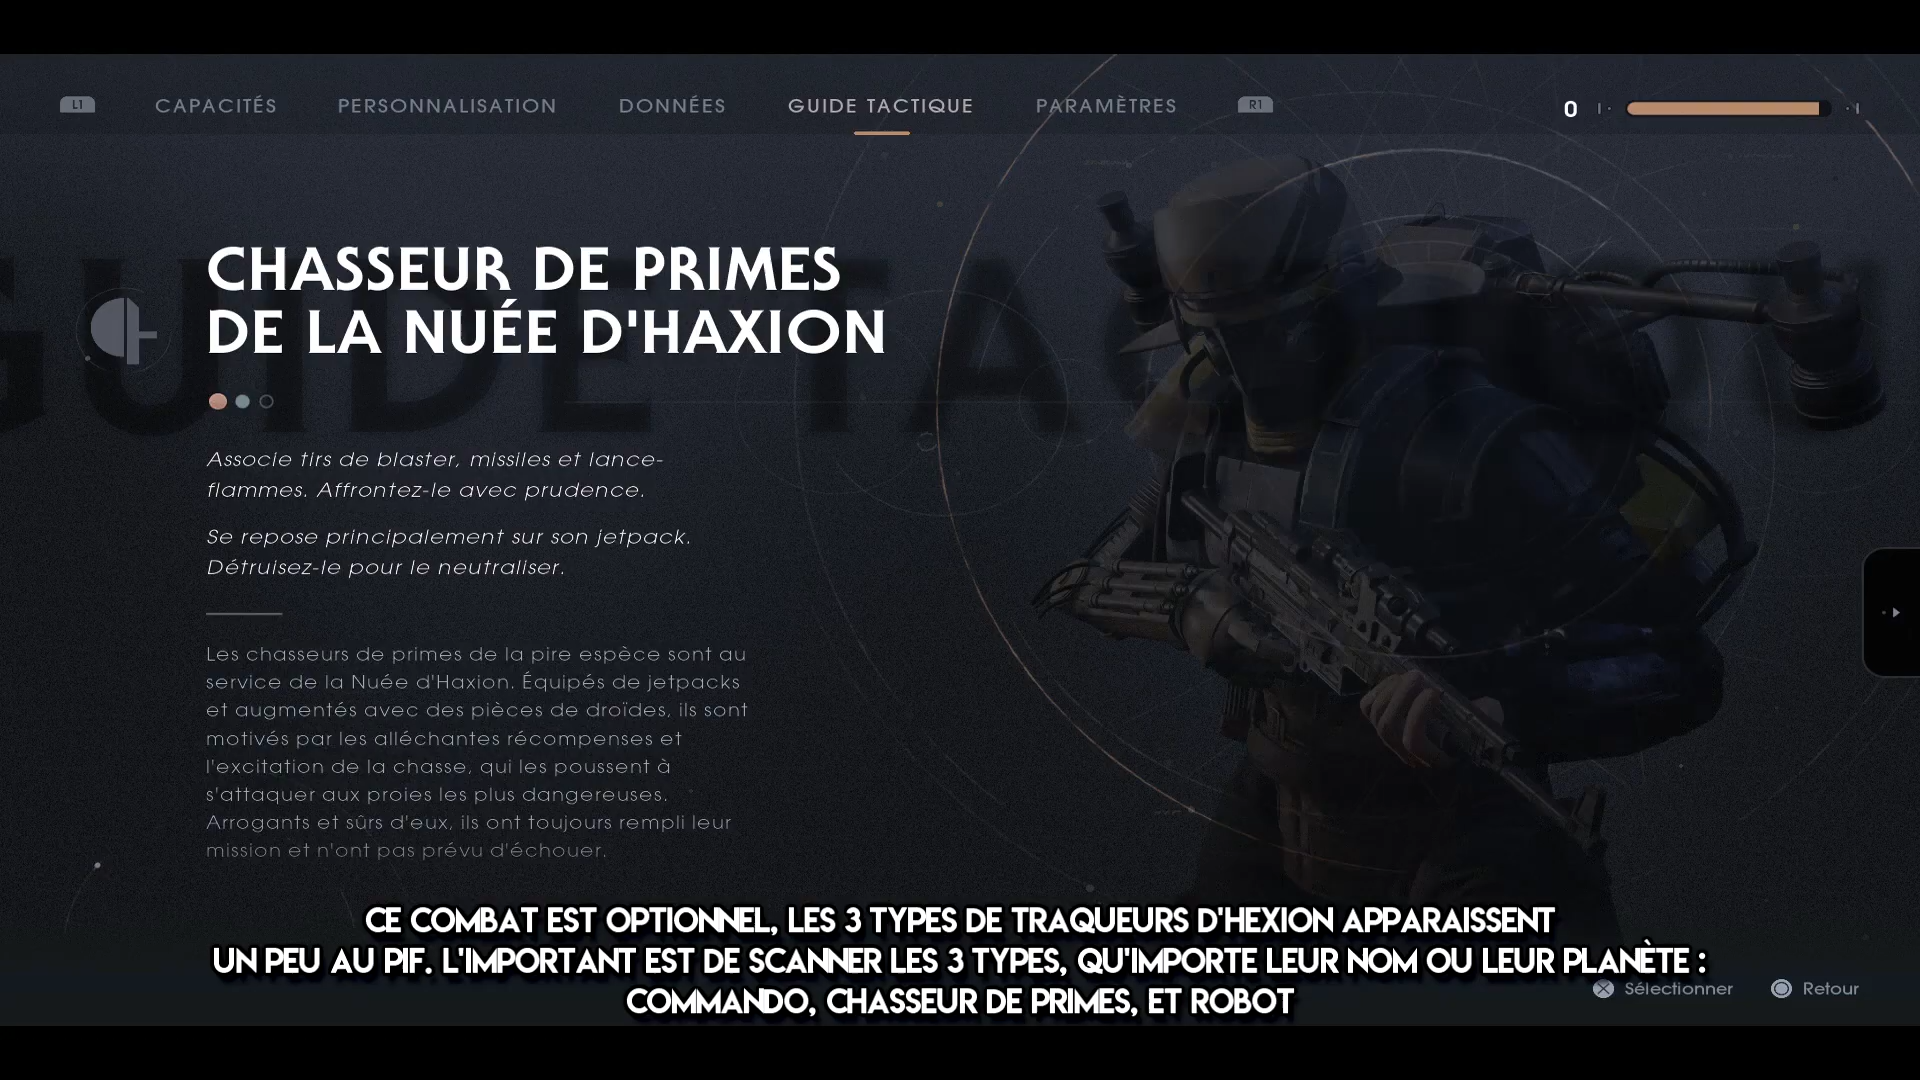 L1 CAPACITÉS PERSONNALISATION DONNÉES GUIDE TACTIQUE PARAMÈTRES R1 0
GUIDE TAC
CHASSEUR DE PRIMES
DE LA NUÉE D'HAXION
Associe tirs de blaster, missiles et lance-
flammes. Affrontez-le avec prudence.
Se repose principalement sur son jetpack.
Détruisez-le pour le neutraliser.
Les chasseurs de primes de la pire espèce sont au
service de la Nuée d'Haxion. Équipés de jetpacks
et augmentés avec des pièces de droïdes, ils sont
motivés par les alléchantes récompenses et
l'excitation de la chasse, qui les poussent à
s'attaquer aux proies les plus dangereuses.
Arrogants et sûrs d'eux, ils ont toujours rempli leur
mission et n'ont pas prévu d'échouer.
CE COMBAT EST OPTIONNEL, LES 3 TYPES DE TRAQUEURS D'HEXION APPARAISSENT
UN PEU AU PIF. L'IMPORTANT EST DE SCANNER LES 3 TYPES, QU'IMPORTE LEUR NOM OU LEUR PLANÈTE :
COMMANDO, CHASSEUR DE PRIMES, ET ROBOT
Sélectionner Retour